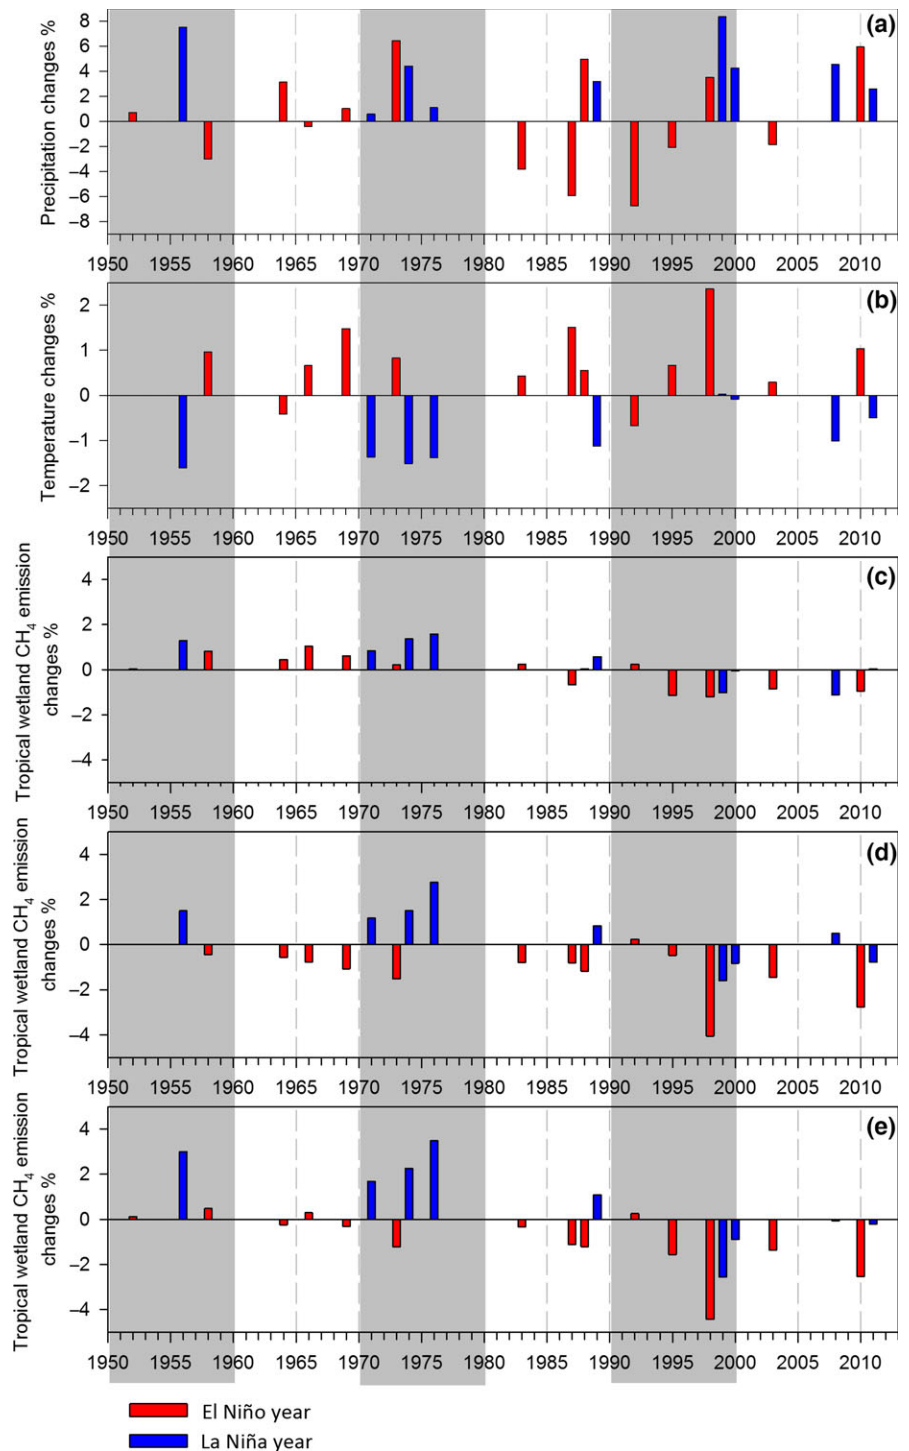 Precipitation changes %
8
6
4
2
0
−2
−4
−6
−8
(a)
1950 1955 1960 1965 1970 1975 1980 1985 1990 1995 2000 2005 2010
Temperature changes %
2
1
0
−1
−2
(b)
1950 1955 1960 1965 1970 1975 1980 1985 1990 1995 2000 2005 2010
Tropical wetland CH₄ emission
changes %
4
2
0
−2
−4
(c)
1950 1955 1960 1965 1970 1975 1980 1985 1990 1995 2000 2005 2010
Tropical wetland CH₄ emission
changes %
4
2
0
−2
−4
(d)
1950 1955 1960 1965 1970 1975 1980 1985 1990 1995 2000 2005 2010
Tropical wetland CH₄ emission
changes %
4
2
0
−2
−4
(e)
1950 1955 1960 1965 1970 1975 1980 1985 1990 1995 2000 2005 2010
El Niño year
La Niña year